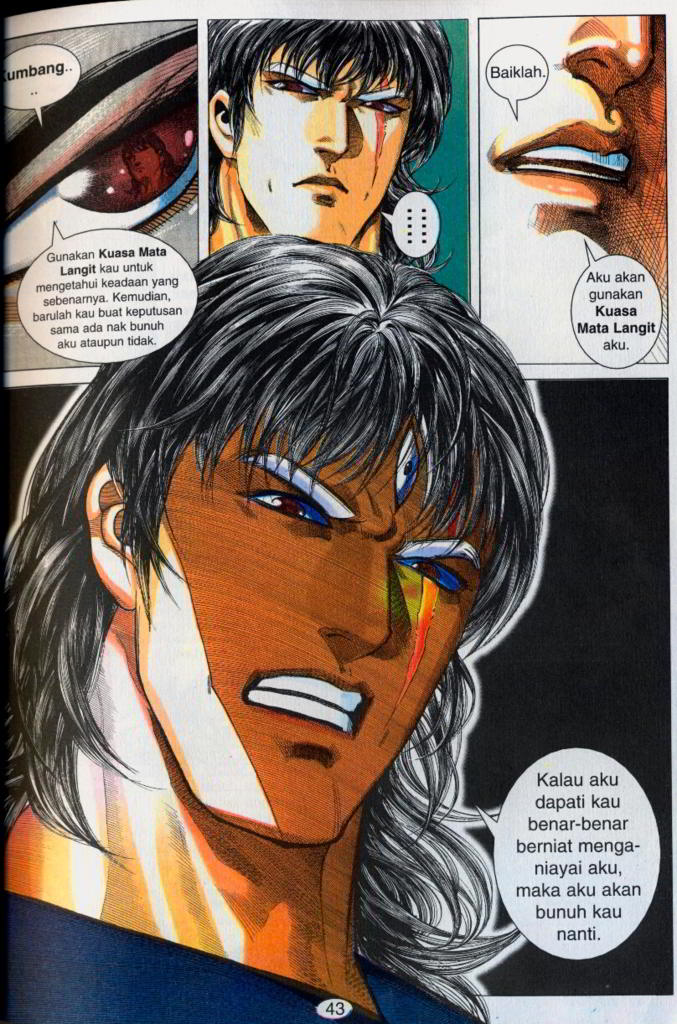 Kumbang..
..
Gunakan Kuasa Mata
Langit kau untuk
mengetahui keadaan yang
sebenarnya. Kemudian,
barulah kau buat keputusan
sama ada nak bunuh
aku ataupun tidak.
Baiklah.
Aku akan
gunakan
Kuasa
Mata Langit
aku.
Kalau aku
dapati kau
benar-benar
berniat menga-
niayai aku,
maka aku akan
bunuh kau
nanti.
43